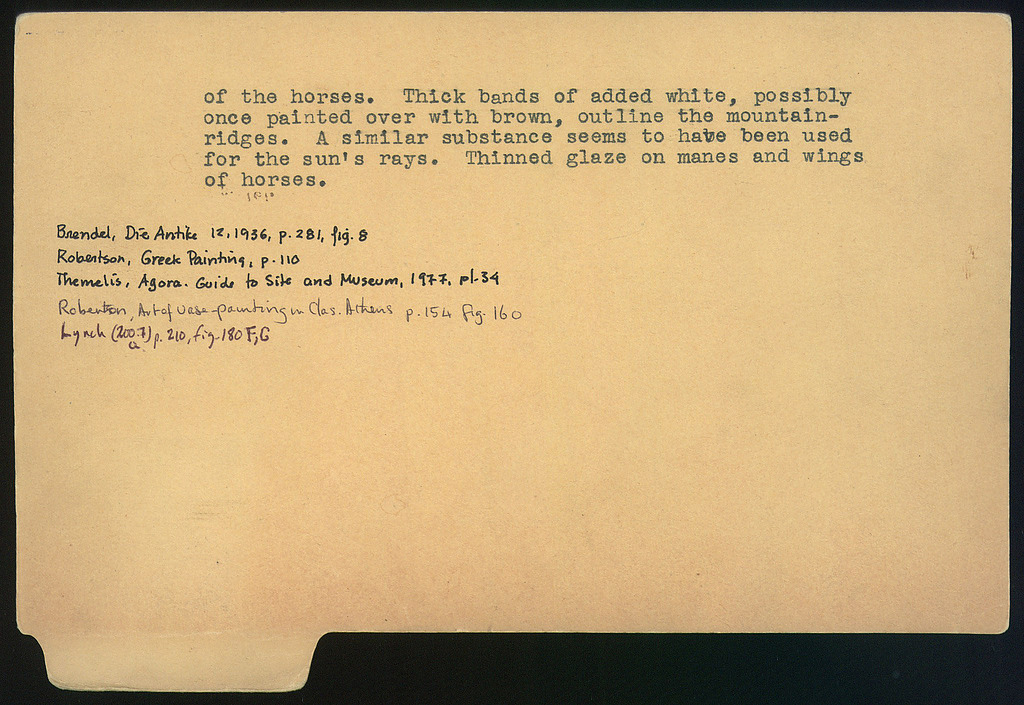 of the horses. Thick bands of added white, possibly
once painted over with brown, outline the mountain-
ridges. A similar substance seems to have been used
for the sun's rays. Thinned glaze on manes and wings
of horses.
Brendel, Die Antike 12, 1936, p. 281, fig. 8
Robertson, Greek Painting, p. 110
Themelis, Agora. Guide to Site and Museum, 1977, pl. 34
Robertson, Art of vase-painting in Clas. Athens p. 154 fig. 160
Lynch (2007) p. 210, fig. 180 F, G
a